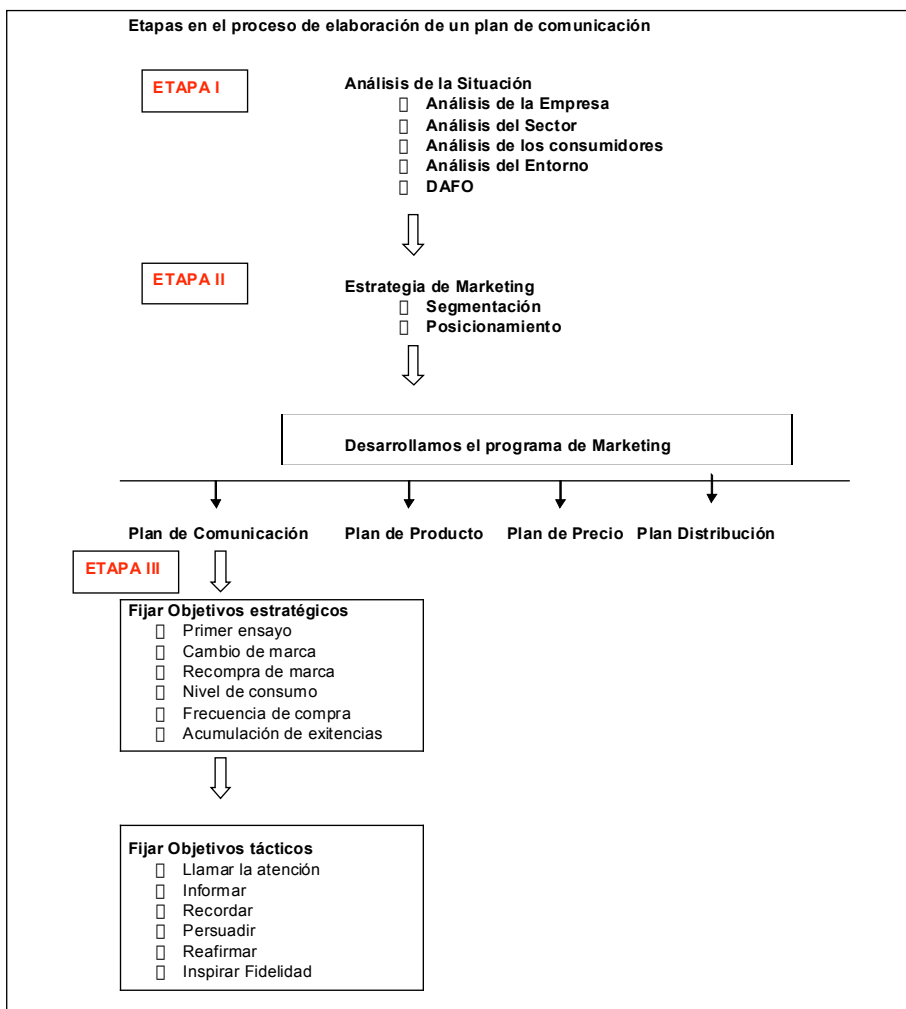 Etapas en el proceso de elaboración de un plan de comunicación
ETAPA I
Análisis de la Situación
Análisis de la Empresa
Análisis del Sector
Análisis de los consumidores
Análisis del Entorno
DAFO
ETAPA II
Estrategia de Marketing
Segmentación
Posicionamiento
Desarrollamos el programa de Marketing
Plan de Comunicación Plan de Producto Plan de Precio Plan Distribución
ETAPA III
Fijar Objetivos estratégicos
Primer ensayo
Cambio de marca
Recompra de marca
Nivel de consumo
Frecuencia de compra
Acumulación de exitencias
Fijar Objetivos tácticos
Llamar la atención
Informar
Recordar
Persuadir
Reafirmar
Inspirar Fidelidad